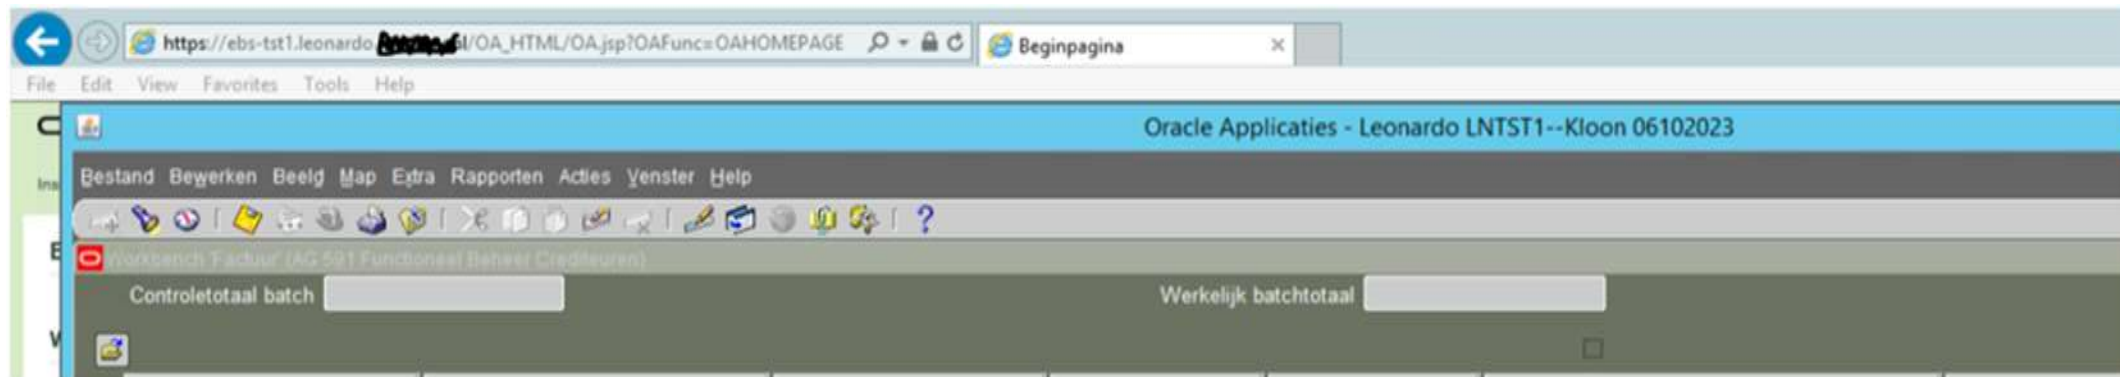 https://ebs-tst1.leonardo. l/OA_HTML/OA.jsp?OAFunc=OAHOMEPAGE Beginpagina
File Edit View Favorites Tools Help
Oracle Applicaties - Leonardo LNTST1--Kloon 06102023
Bestand Bewerken Beeld Map Extra Rapporten Acties Venster Help
Workbench 'Factuur' (AG 591 Functioneel Beheer Crediteuren)
Controletotaal batch Werkelijk batchtotaal